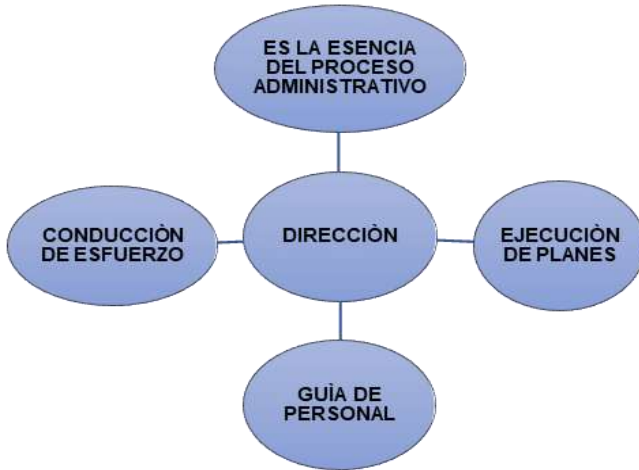 ES LA ESENCIA
DEL PROCESO
ADMINISTRATIVO
CONDUCCIÒN
DE ESFUERZO
DIRECCIÒN
EJECUCIÒN
DE PLANES
GUÌA DE
PERSONAL